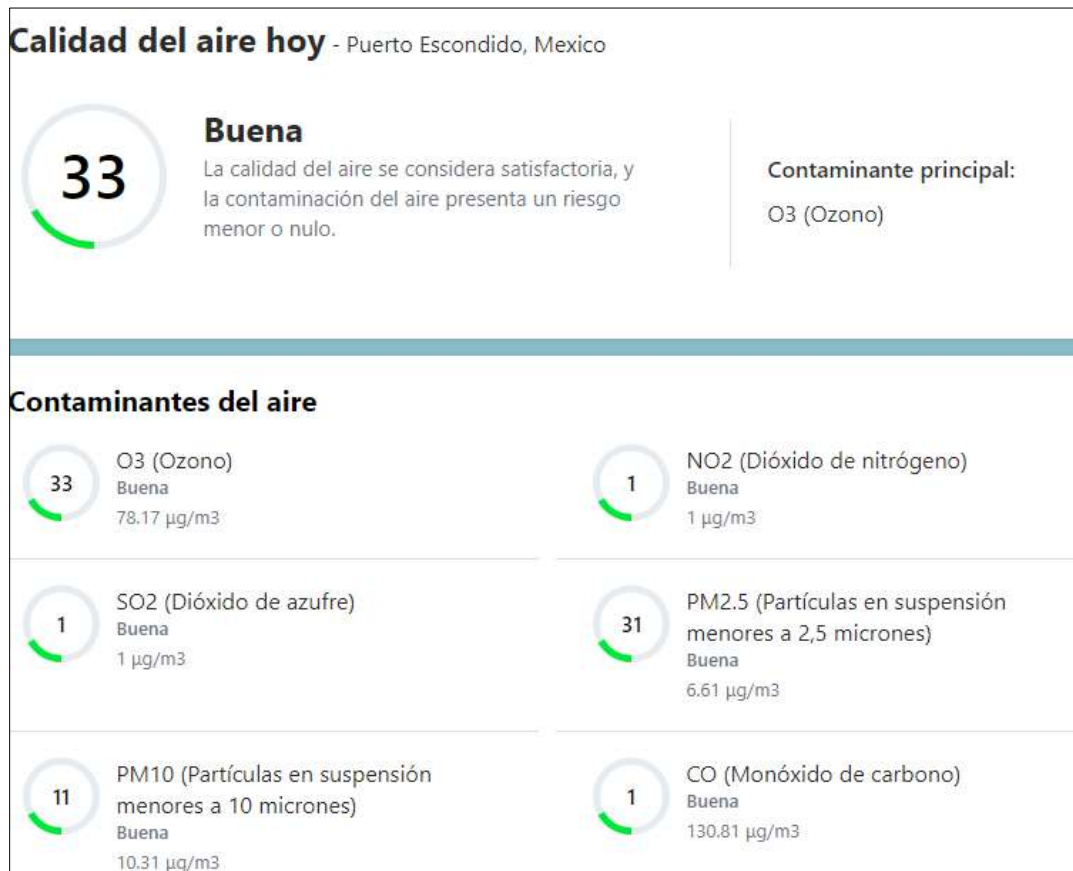 Calidad del aire hoy - Puerto Escondido, Mexico
33
Buena
La calidad del aire se considera satisfactoria, y
la contaminación del aire presenta un riesgo
menor o nulo.
Contaminante principal:
O3 (Ozono)
Contaminantes del aire
33
O3 (Ozono)
Buena
78.17 µg/m3
1
NO2 (Dióxido de nitrógeno)
Buena
1 µg/m3
1
SO2 (Dióxido de azufre)
Buena
1 µg/m3
31
PM2.5 (Partículas en suspensión
menores a 2,5 micrones)
Buena
6.61 µg/m3
11
PM10 (Partículas en suspensión
menores a 10 micrones)
Buena
10.31 µg/m3
1
CO (Monóxido de carbono)
Buena
130.81 µg/m3